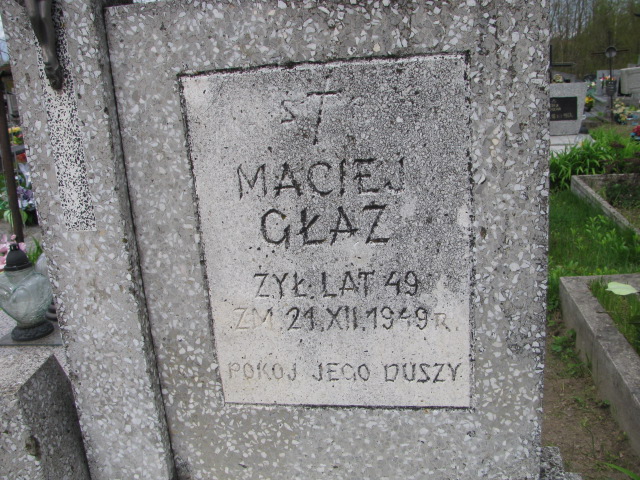 Ś T P
MACIEJ
GŁAZ
ŻYŁ LAT 49
ZM. 21.XII.1949 R.
POKÓJ JEGO DUSZY